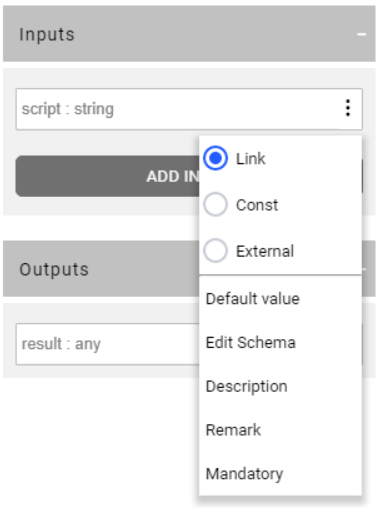 Inputs
script : string
ADD IN
Link
Const
External
Outputs
result : any
Default value
Edit Schema
Description
Remark
Mandatory